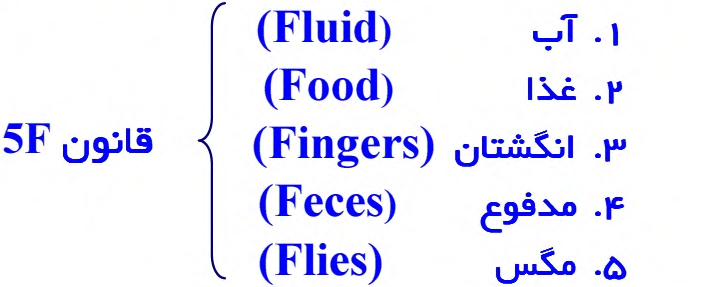 ۱. آب (Fluid)
۲. غذا (Food)
۳. انگشتان (Fingers)
۴. مدفوع (Feces)
۵. مگس (Flies)
قانون 5F